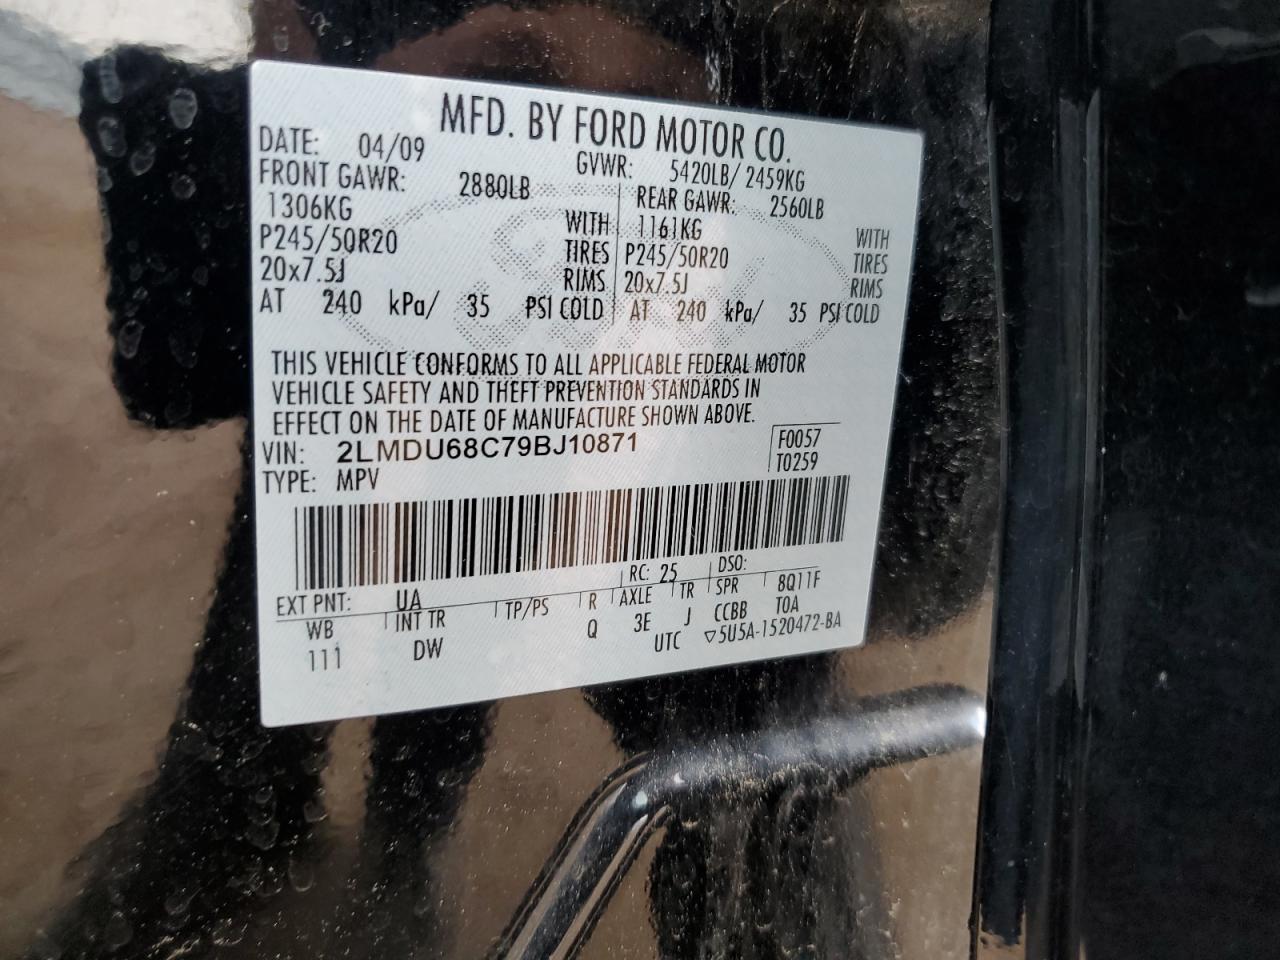 MFD. BY FORD MOTOR CO.
DATE: 04/09 GVWR: 5420LB/2459KG
FRONT GAWR: 2880LB REAR GAWR: 2560LB
1306KG WITH 1161KG WITH
P245/50R20 TIRES P245/50R20 TIRES
20x7.5J RIMS 20x7.5J RIMS
AT 240 kPa/ 35 PSI COLD AT 240 kPa/ 35 PSI COLD
THIS VEHICLE CONFORMS TO ALL APPLICABLE FEDERAL MOTOR
VEHICLE SAFETY AND THEFT PREVENTION STANDARDS IN
EFFECT ON THE DATE OF MANUFACTURE SHOWN ABOVE.
VIN: 2LMDU68C79BJ10871 F0057
TYPE: MPV T0259
EXT PNT: UA RC: 25 DSO:
WB INT TR TP/PS R AXLE TR SPR 8Q11F
111 DW Q 3E J CCBB TOA
UTC ▽5U5A-1520472-BA